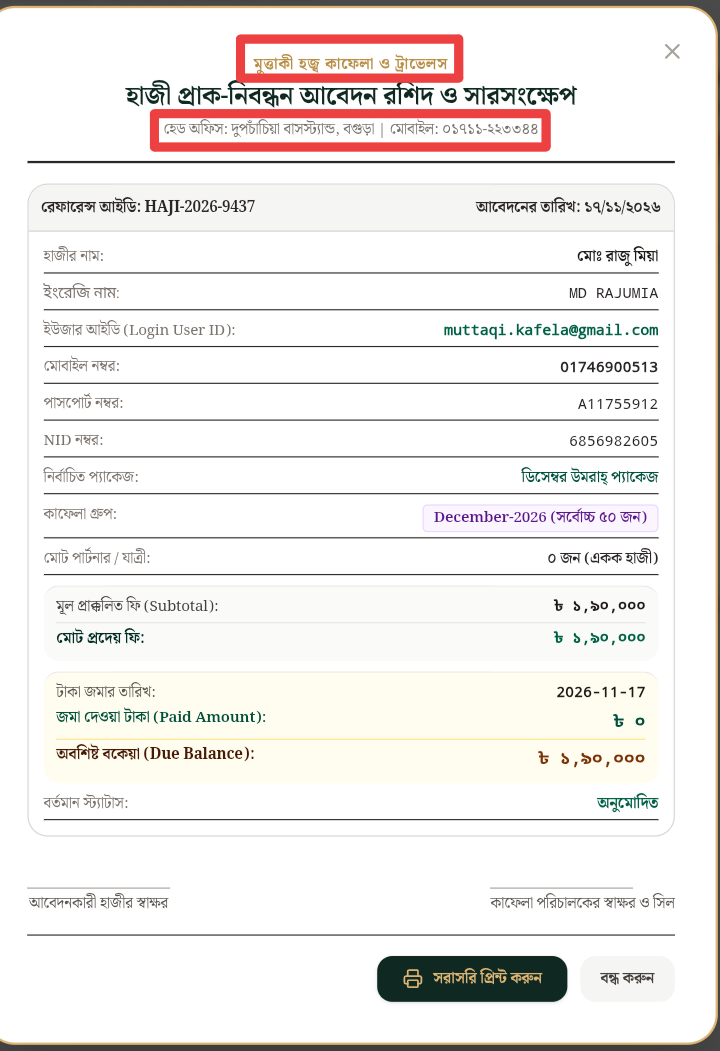 মুত্তাকী হজ্ব কাফেলা ও ট্রাভেলস
হাজী প্রাক-নিবন্ধন আবেদন রশিদ ও সারসংক্ষেপ
হেড অফিস: দুপচাঁচিয়া বাসস্ট্যান্ড, বগুড়া | মোবাইল: ০১৭১১-২২৩৩৪৪
রেফারেন্স আইডি: HAJI-2026-9437 আবেদনের তারিখ: ১৭/১১/২০২৬
হাজীর নাম: মোঃ রাজু মিয়া
ইংরেজি নাম: MD RAJUMIA
ইউজার আইডি (Login User ID): muttaqi.kafela@gmail.com
মোবাইল নম্বর: 01746900513
পাসপোর্ট নম্বর: A11755912
NID নম্বর: 6856982605
নির্বাচিত প্যাকেজ: ডিসেম্বর উমরাহ্ প্যাকেজ
কাফেলা গ্রুপ: December-2026 (সর্বোচ্চ ৫০ জন)
মোট পার্টনার / যাত্রী: ০ জন (একক হাজী)
মূল প্রাক্কলিত ফি (Subtotal): ৳ ১,৯০,০০০
মোট প্রদেয় ফি: ৳ ১,৯০,০০০
টাকা জমার তারিখ: 2026-11-17
জমা দেওয়া টাকা (Paid Amount): ৳ ০
অবশিষ্ট বকেয়া (Due Balance): ৳ ১,৯০,০০০
বর্তমান স্ট্যাটাস: অনুমোদিত
আবেদনকারী হাজীর স্বাক্ষর কাফেলা পরিচালকের স্বাক্ষর ও সিল
সরাসরি প্রিন্ট করুন বন্ধ করুন